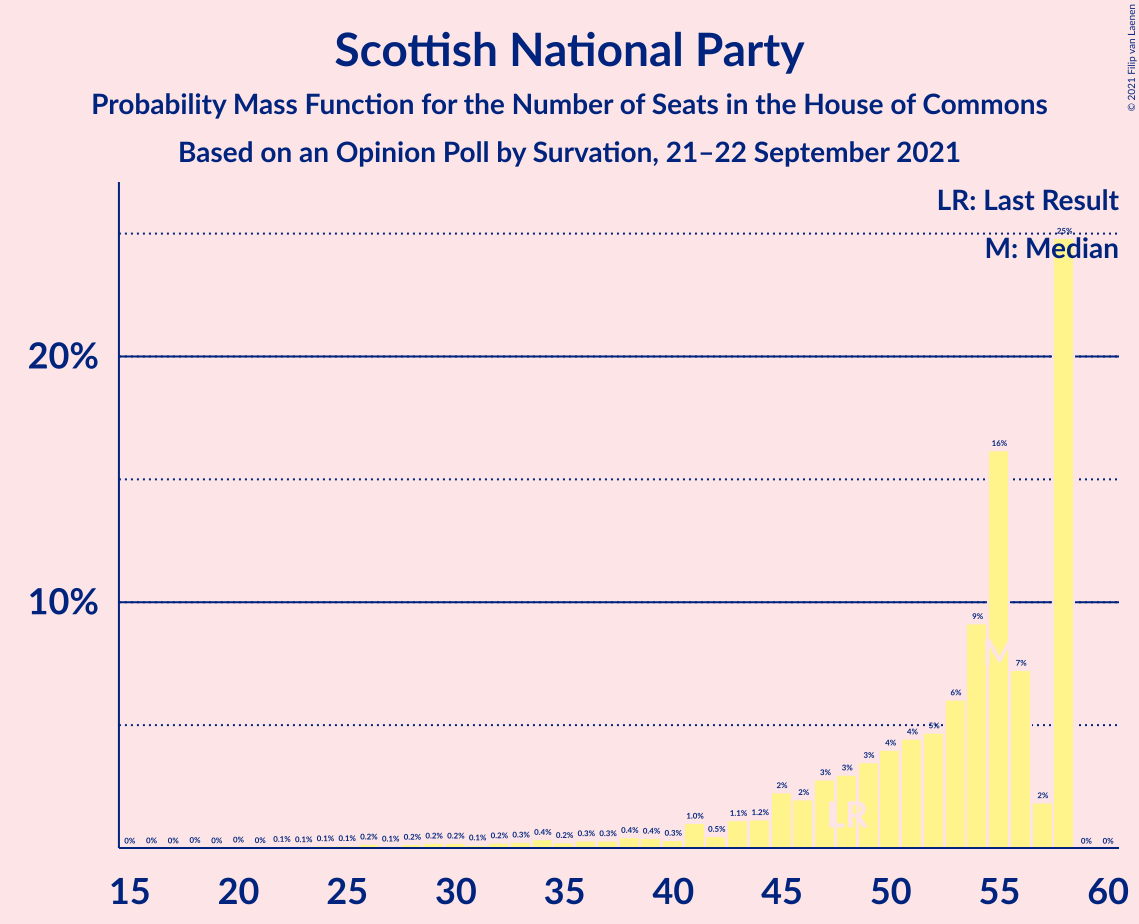 Scottish National Party
Probability Mass Function for the Number of Seats in the House of Commons
Based on an Opinion Poll by Survation, 21–22 September 2021
© 2021 Filip van Laenen
LR: Last Result
M: Median
20%
10%
0% 0% 0% 0% 0% 0% 0% 0.1% 0.1% 0.1% 0.1% 0.2% 0.1% 0.2% 0.2% 0.2% 0.1% 0.2% 0.3% 0.4% 0.2% 0.3% 0.3% 0.4% 0.4% 0.3% 1.0% 0.5% 1.1% 1.2% 2% 2% 3% 3% 3% 4% 4% 5% 6% 9% 16% 7% 2% 25% 0% 0%
LR
M
15 20 25 30 35 40 45 50 55 60